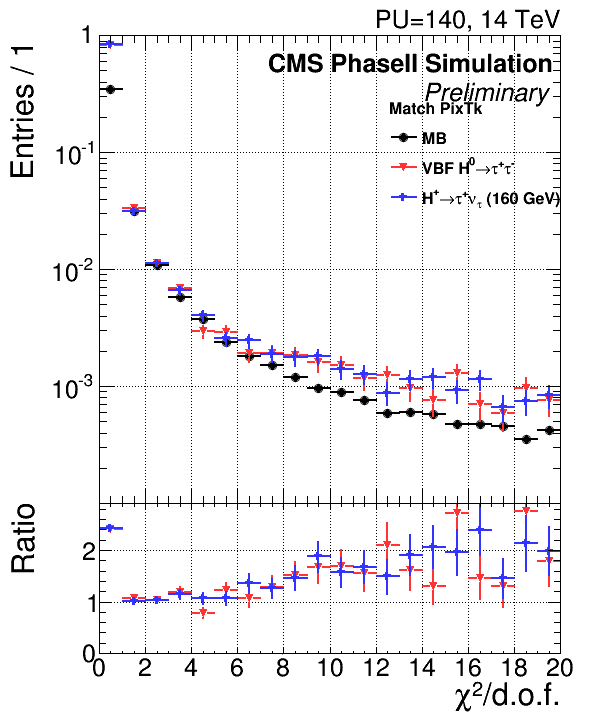 PU=140, 14 TeV
CMS PhaseII Simulation
Preliminary
Match PixTk
MB
VBF H⁰→τ⁺τ⁻
H⁺→τ⁺ν_τ (160 GeV)
Entries / 1
1
10⁻¹
10⁻²
10⁻³
Ratio
2
1
0
0 2 4 6 8 10 12 14 16 18 20
χ²/d.o.f.